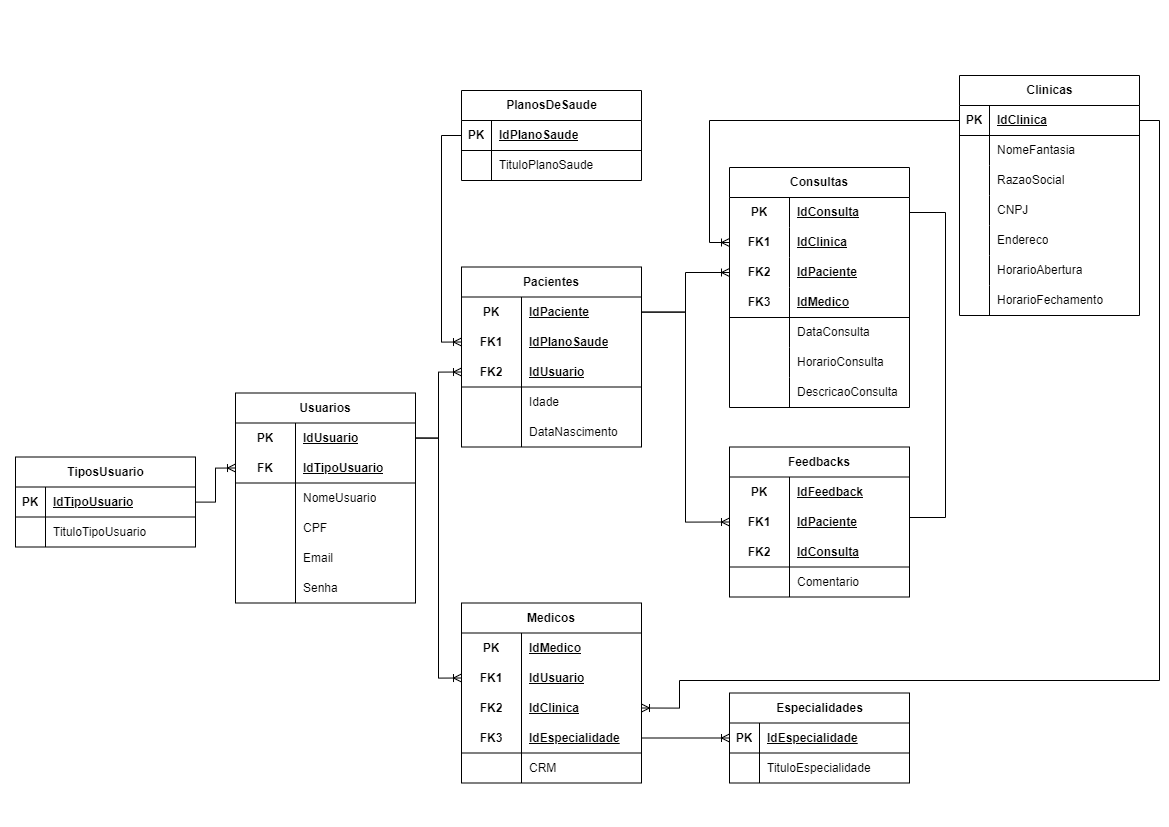 PlanosDeSaude
PK IdPlanoSaude
TituloPlanoSaude
Clinicas
PK IdClinica
NomeFantasia
RazaoSocial
CNPJ
Endereco
HorarioAbertura
HorarioFechamento
Consultas
PK IdConsulta
FK1 IdClinica
FK2 IdPaciente
FK3 IdMedico
DataConsulta
HorarioConsulta
DescricaoConsulta
Pacientes
PK IdPaciente
FK1 IdPlanoSaude
FK2 IdUsuario
Idade
DataNascimento
Usuarios
PK IdUsuario
FK IdTipoUsuario
NomeUsuario
CPF
Email
Senha
TiposUsuario
PK IdTipoUsuario
TituloTipoUsuario
Feedbacks
PK IdFeedback
FK1 IdPaciente
FK2 IdConsulta
Comentario
Medicos
PK IdMedico
FK1 IdUsuario
FK2 IdClinica
FK3 IdEspecialidade
CRM
Especialidades
PK IdEspecialidade
TituloEspecialidade